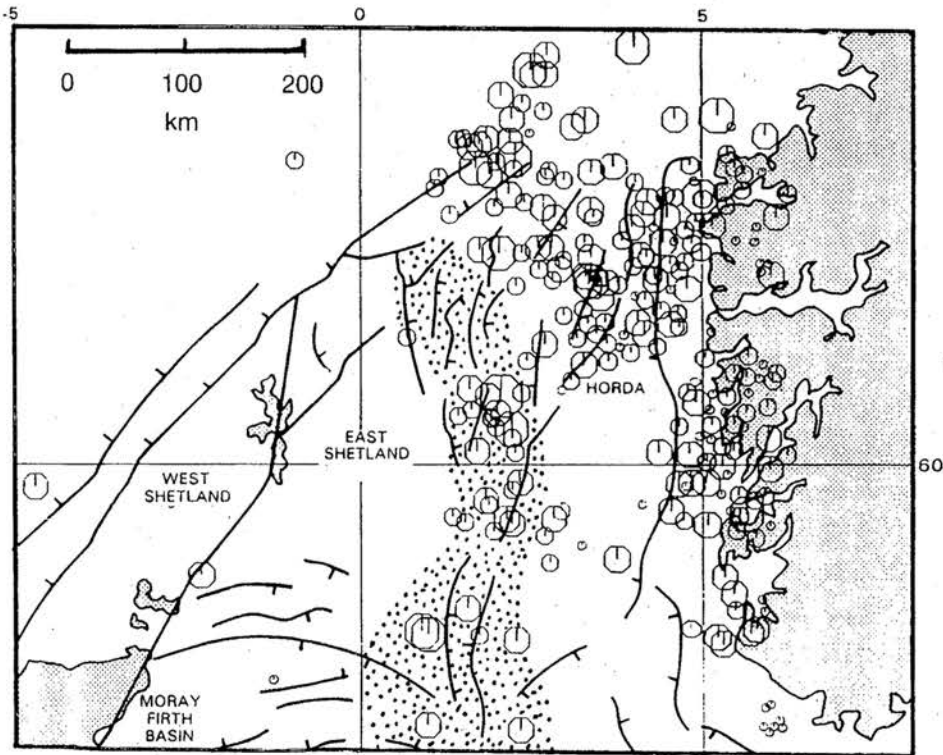 -5 0 5
0 100 200
km
HORDA
EAST
SHETLAND
60
WEST
SHETLAND
MORAY
FIRTH
BASIN